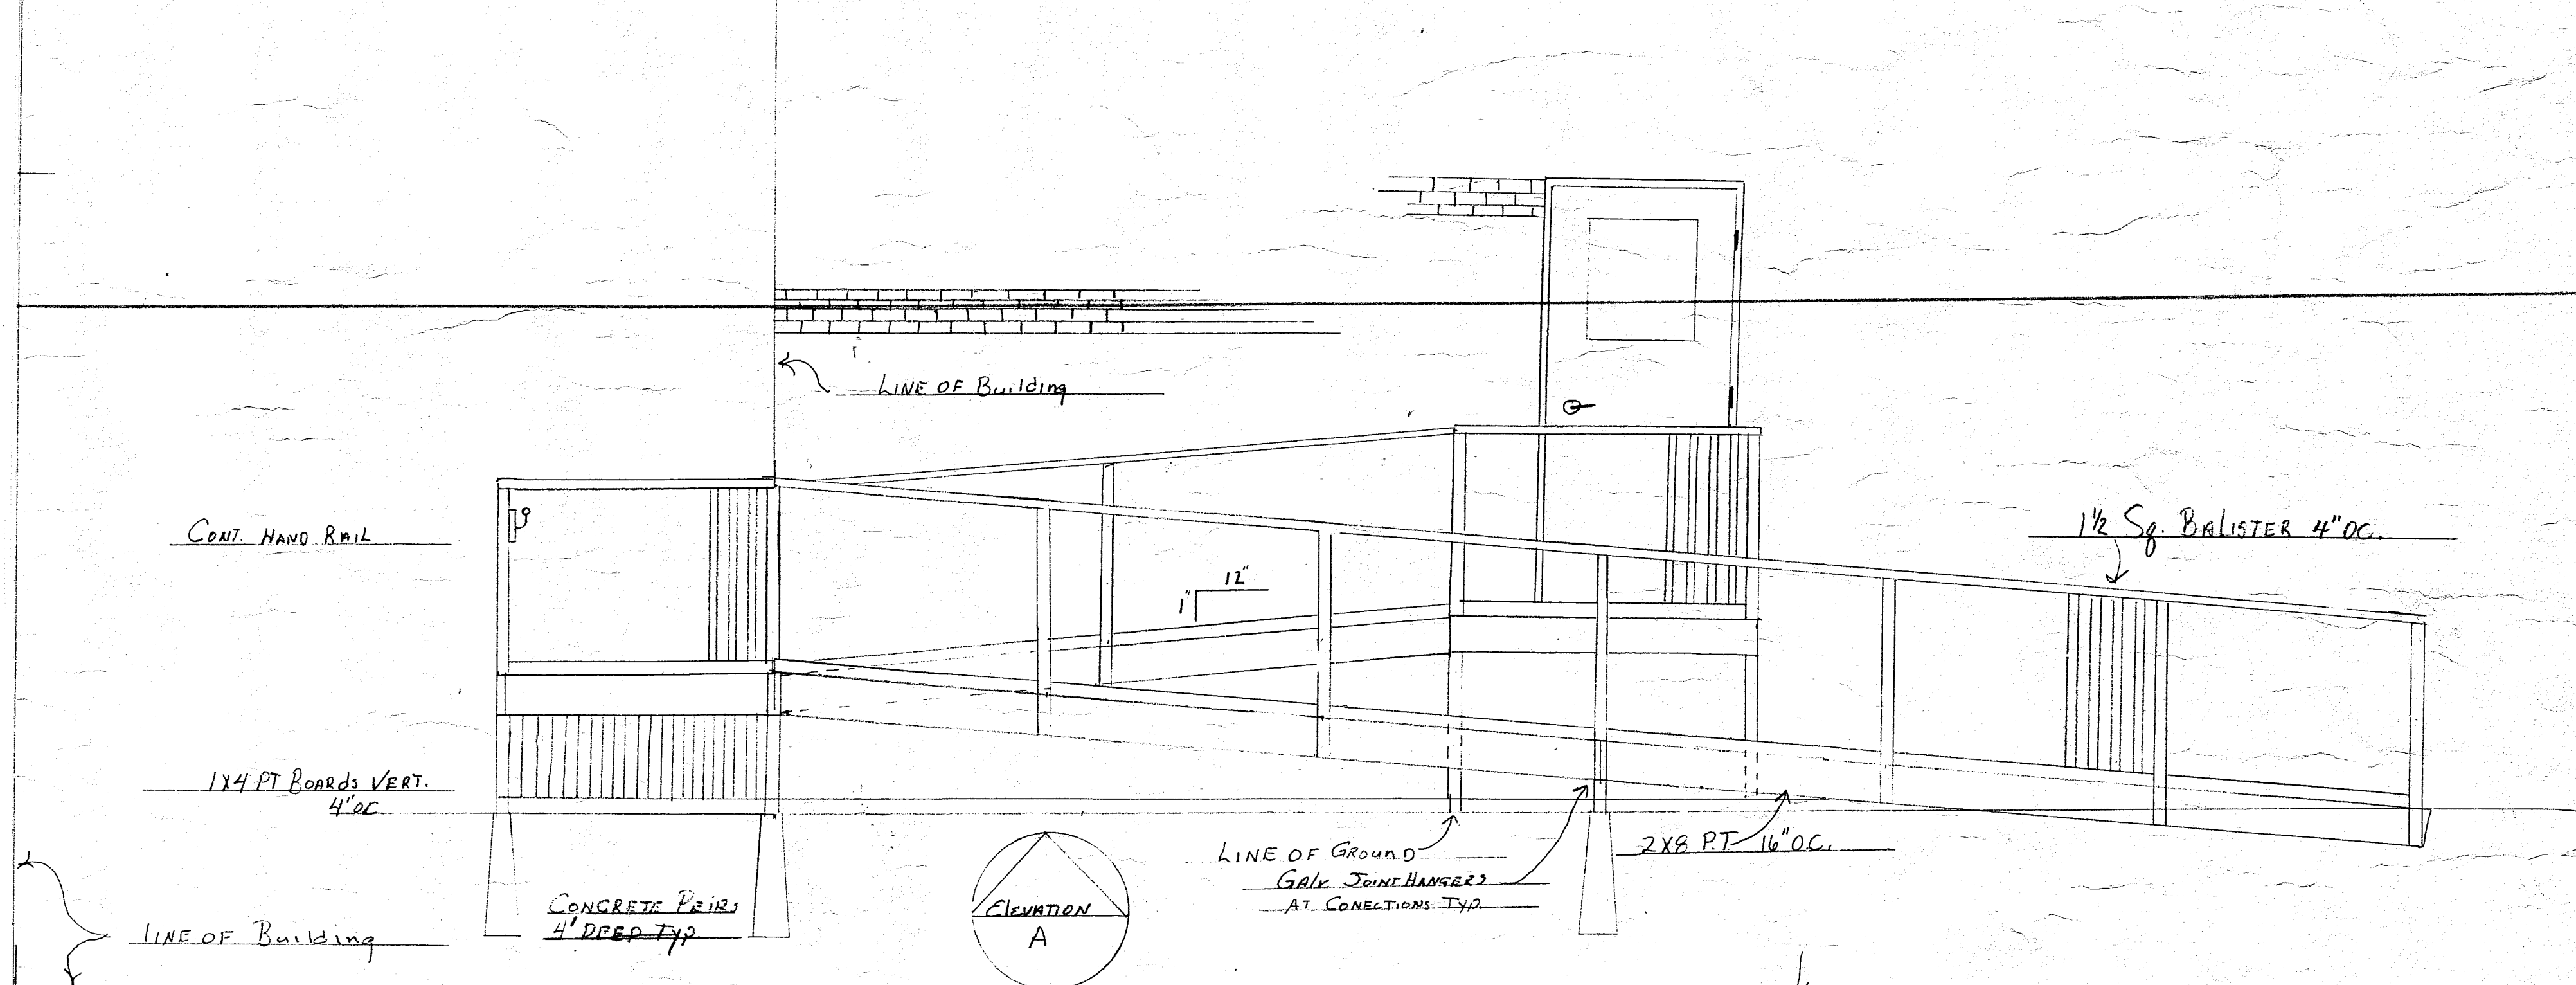 LINE OF Building
CONT. HAND RAIL
1½ Sq. BALISTER 4" OC.
12"
1"
1X4 PT BOARDS VERT.
4"OC
LINE OF GROUND
2X8 P.T 16"O.C.
GALV. JOINT HANGERS
AT CONECTIONS TYP.
CONCRETE PEIRS
4' DEEP TYP.
ELEVATION
A
LINE OF Building